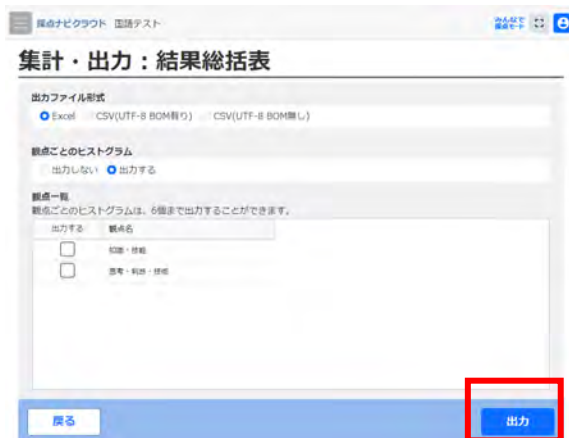 採点ナビクラウド 国語テスト
みんなで
採点モード
集計・出力：結果総括表
出力ファイル形式
Excel CSV(UTF-8 BOM有り) CSV(UTF-8 BOM無し)
観点ごとのヒストグラム
出力しない 出力する
観点一覧
観点ごとのヒストグラムは、6個まで出力することができます。
出力する 観点名
知識・技能
思考・判断・技術
戻る 出力